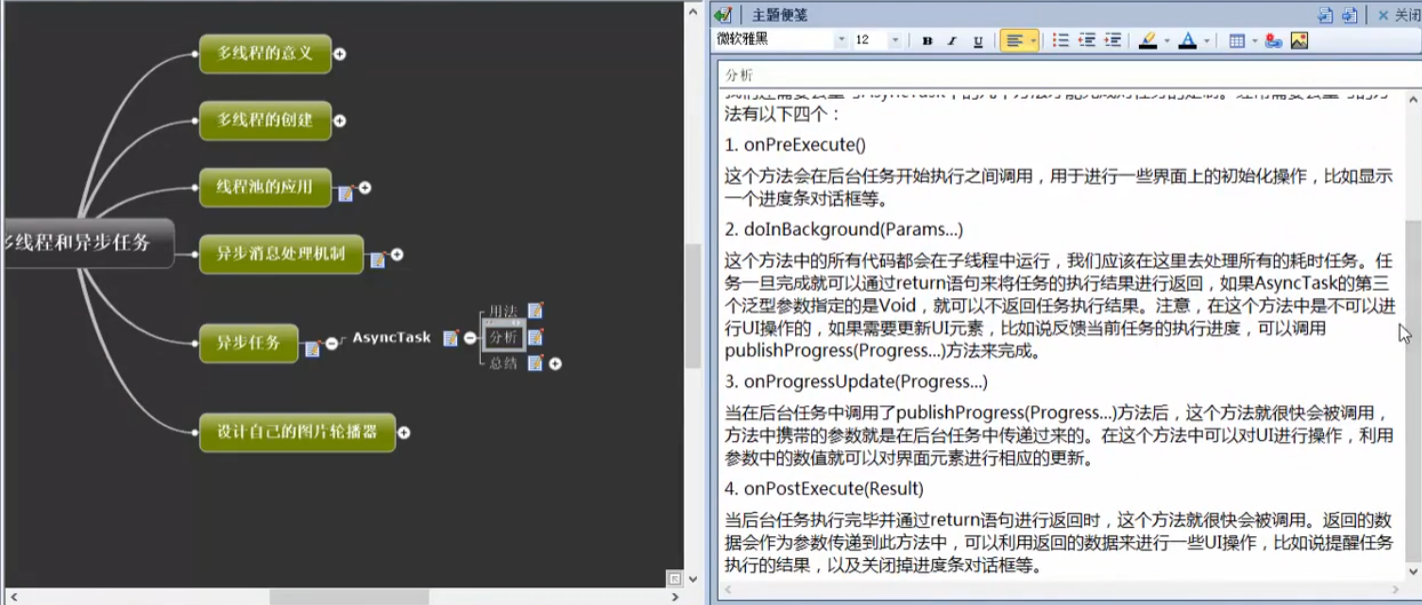 多线程的意义
多线程的创建
线程池的应用
多线程和异步任务
异步消息处理机制
异步任务
AsyncTask
用法
分析
总结
设计自己的图片轮播器
主题便笺
关闭
微软雅黑
12
B I U
分析
法有以下四个：
1. onPreExecute()
这个方法会在后台任务开始执行之间调用，用于进行一些界面上的初始化操作，比如显示
一个进度条对话框等。
2. doInBackground(Params...)
这个方法中的所有代码都会在子线程中运行，我们应该在这里去处理所有的耗时任务。任
务一旦完成就可以通过return语句来将任务的执行结果进行返回，如果AsyncTask的第三
个泛型参数指定的是Void，就可以不返回任务执行结果。注意，在这个方法中是不可以进
行UI操作的，如果需要更新UI元素，比如说反馈当前任务的执行进度，可以调用
publishProgress(Progress...)方法来完成。
3. onProgressUpdate(Progress...)
当在后台任务中调用了publishProgress(Progress...)方法后，这个方法就很快会被调用，
方法中携带的参数就是在后台任务中传递过来的。在这个方法中可以对UI进行操作，利用
参数中的数值就可以对界面元素进行相应的更新。
4. onPostExecute(Result)
当后台任务执行完毕并通过return语句进行返回时，这个方法就很快会被调用。返回的数
据会作为参数传递到此方法中，可以利用返回的数据来进行一些UI操作，比如说提醒任务
执行的结果，以及关闭掉进度条对话框等。